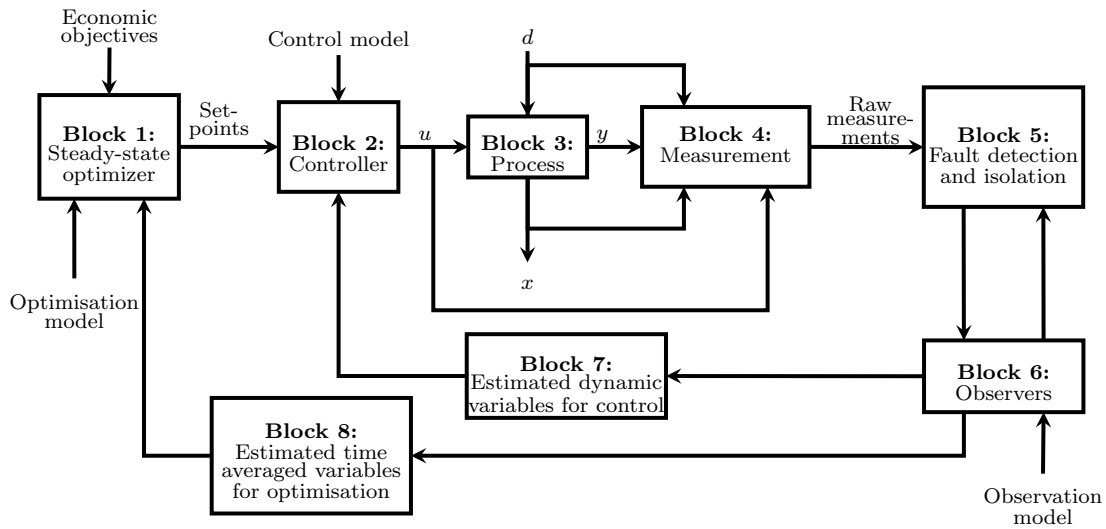 Economic
objectives
Control model
d
Block 1:
Steady-state
optimizer
Set-
points
Block 2:
Controller
u
Block 3:
Process
y
Block 4:
Measurement
Raw
measure-
ments
Block 5:
Fault detection
and isolation
Optimisation
model
x
Block 7:
Estimated dynamic
variables for control
Block 6:
Observers
Block 8:
Estimated time
averaged variables
for optimisation
Observation
model